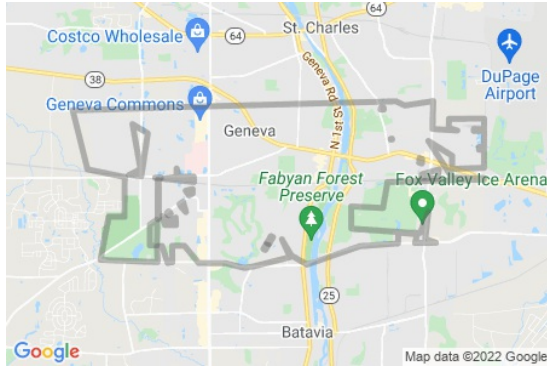 64
St. Charles
Costco Wholesale
64
DuPage
Airport
38
Geneva Rd
1st St N
Geneva Commons
Geneva
Fabyan Forest
Preserve
Fox Valley Ice Arena
25
Batavia
Google
Map data ©2022 Google